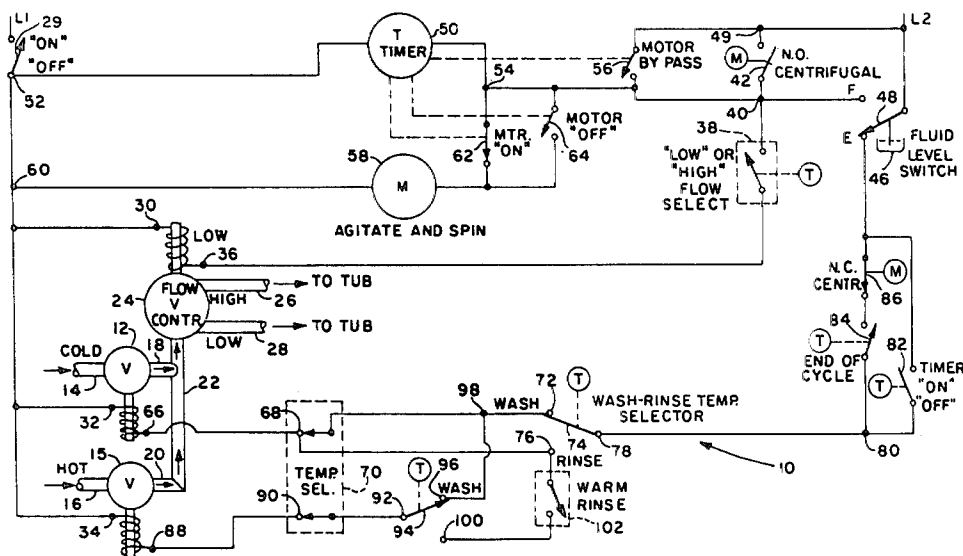 L1
29
"ON"
"OFF"
52
T
TIMER
50
54
MOTOR
BY PASS
56
49
L2
M
N.O.
CENTRIFUGAL
42
40
F
48
E
FLUID
LEVEL
SWITCH
46
60
58
M
AGITATE AND SPIN
MTR.
"ON"
62
MOTOR
"OFF"
64
38
"LOW" OR
"HIGH"
FLOW
SELECT
T
30
LOW
36
24
FLOW
V
CONTR.
HIGH
26
TO TUB
LOW
28
TO TUB
12
COLD
V
14
18
22
32
66
15
HOT
V
16
20
34
88
68
TEMP.
SEL.
70
90
92
T
96
94
WASH
98
WASH
72
T
WASH-RINSE TEMP.
SELECTOR
74
78
76
RINSE
WARM
RINSE
102
100
N.C.
CENTR.
M
86
84
T
END OF
CYCLE
82
T
TIMER
"ON"
"OFF"
80
10